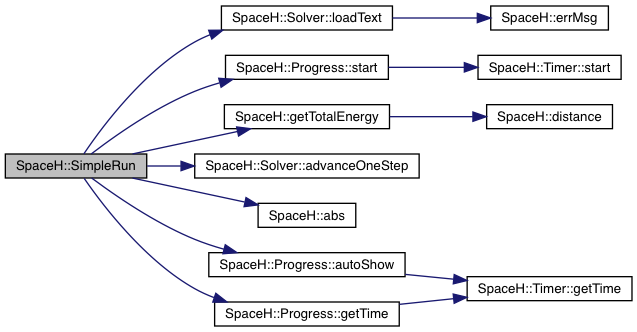 SpaceH::Solver::loadText
SpaceH::errMsg
SpaceH::Progress::start
SpaceH::Timer::start
SpaceH::getTotalEnergy
SpaceH::distance
SpaceH::SimpleRun
SpaceH::Solver::advanceOneStep
SpaceH::abs
SpaceH::Progress::autoShow
SpaceH::Timer::getTime
SpaceH::Progress::getTime